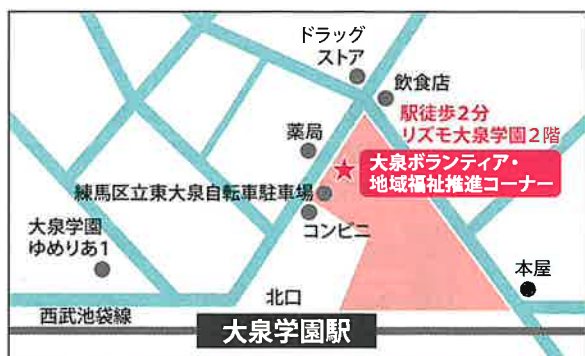 ドラッグ
ストア
飲食店
駅徒歩2分
リズモ大泉学園2階
薬局
大泉ボランティア・
地域福祉推進コーナー
練馬区立東大泉自転車駐車場
コンビニ
大泉学園
ゆめりあ1
本屋
北口
西武池袋線
大泉学園駅